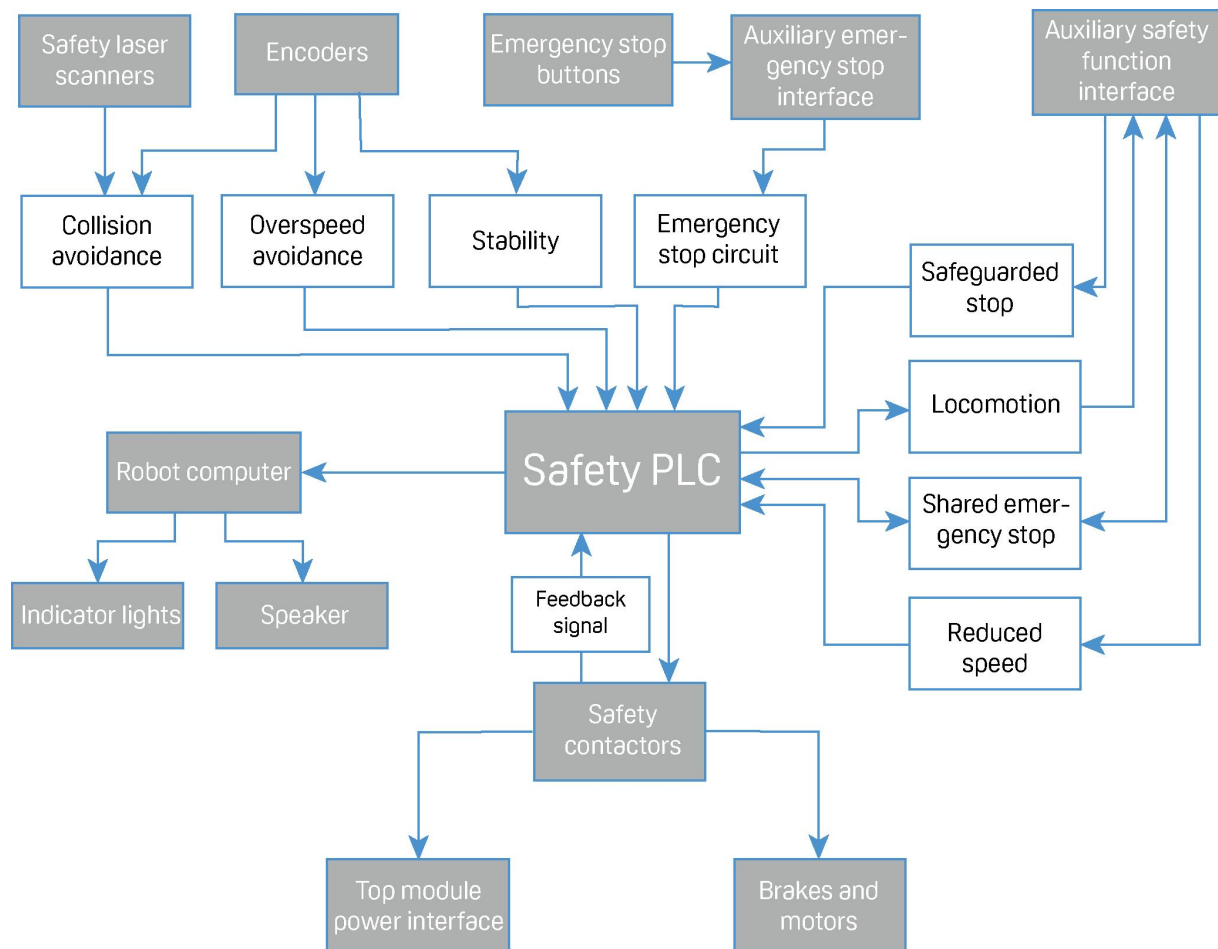 Safety laser
scanners
Encoders
Emergency stop
buttons
Auxiliary emer-
gency stop
interface
Auxiliary safety
function
interface
Collision
avoidance
Overspeed
avoidance
Stability
Emergency
stop circuit
Safeguarded
stop
Locomotion
Robot computer
Safety PLC
Shared emer-
gency stop
Indicator lights
Speaker
Feedback
signal
Reduced
speed
Safety
contactors
Top module
power interface
Brakes and
motors